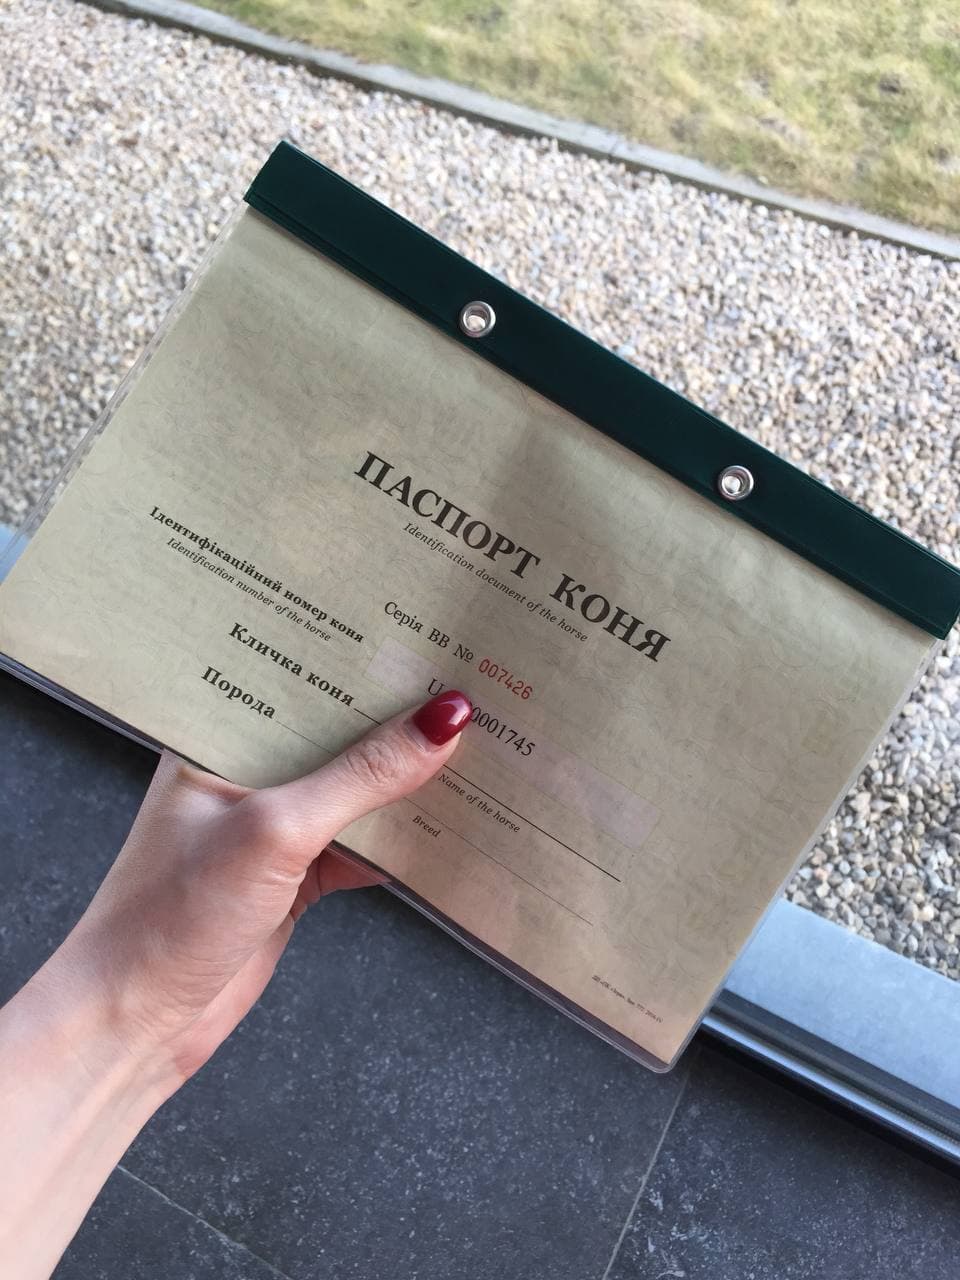 ПАСПОРТ КОНЯ
Identification document of the horse
Серія ВВ № 007426
Ідентифікаційний номер коня
Identification number of the horse
U 0001745
Кличка коня
Name of the horse
Порода
Breed